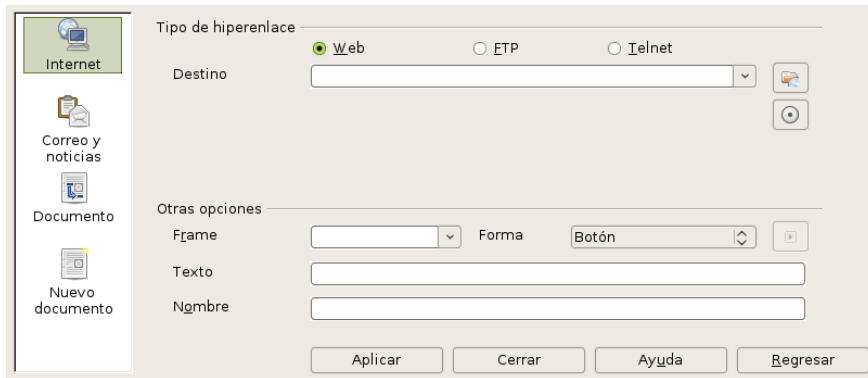 Internet
Correo y
noticias
Documento
Nuevo
documento
Tipo de hiperenlace
Web FTP Telnet
Destino
Otras opciones
Frame Forma Botón
Texto
Nombre
Aplicar Cerrar Ayuda Regresar